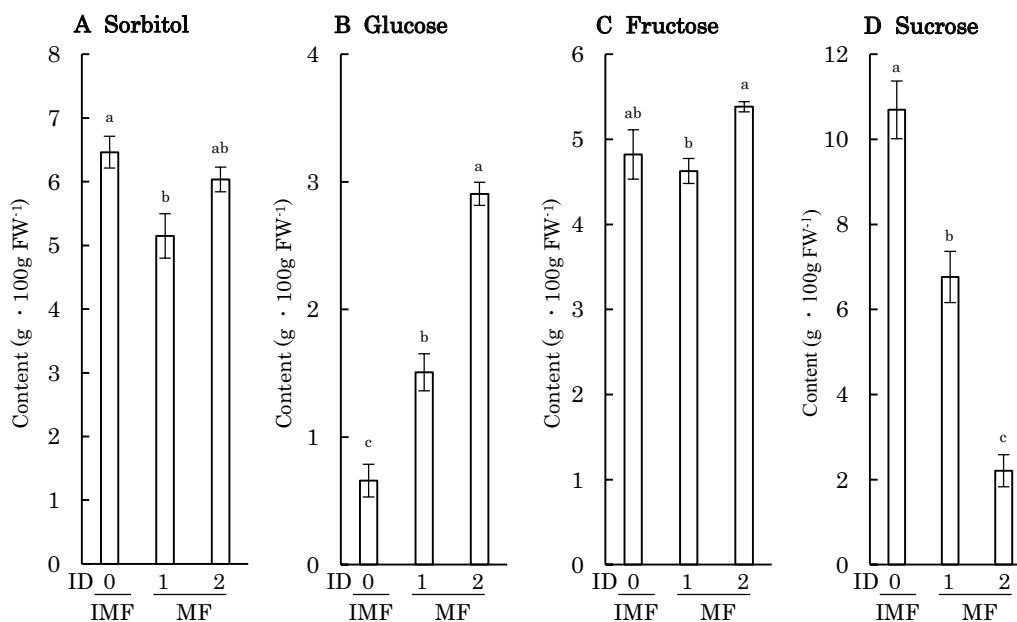 A Sorbitol
8
7
6
5
4
3
2
1
0
Content (g・100g FW-1)
a
b
ab
ID 0 1 2
IMF MF
B Glucose
4
3
2
1
0
Content (g・100g FW-1)
c
b
a
ID 0 1 2
IMF MF
C Fructose
6
5
4
3
2
1
0
Content (g・100g FW-1)
ab
b
a
ID 0 1 2
IMF MF
D Sucrose
12
10
8
6
4
2
0
Content (g・100g FW-1)
a
b
c
ID 0 1 2
IMF MF